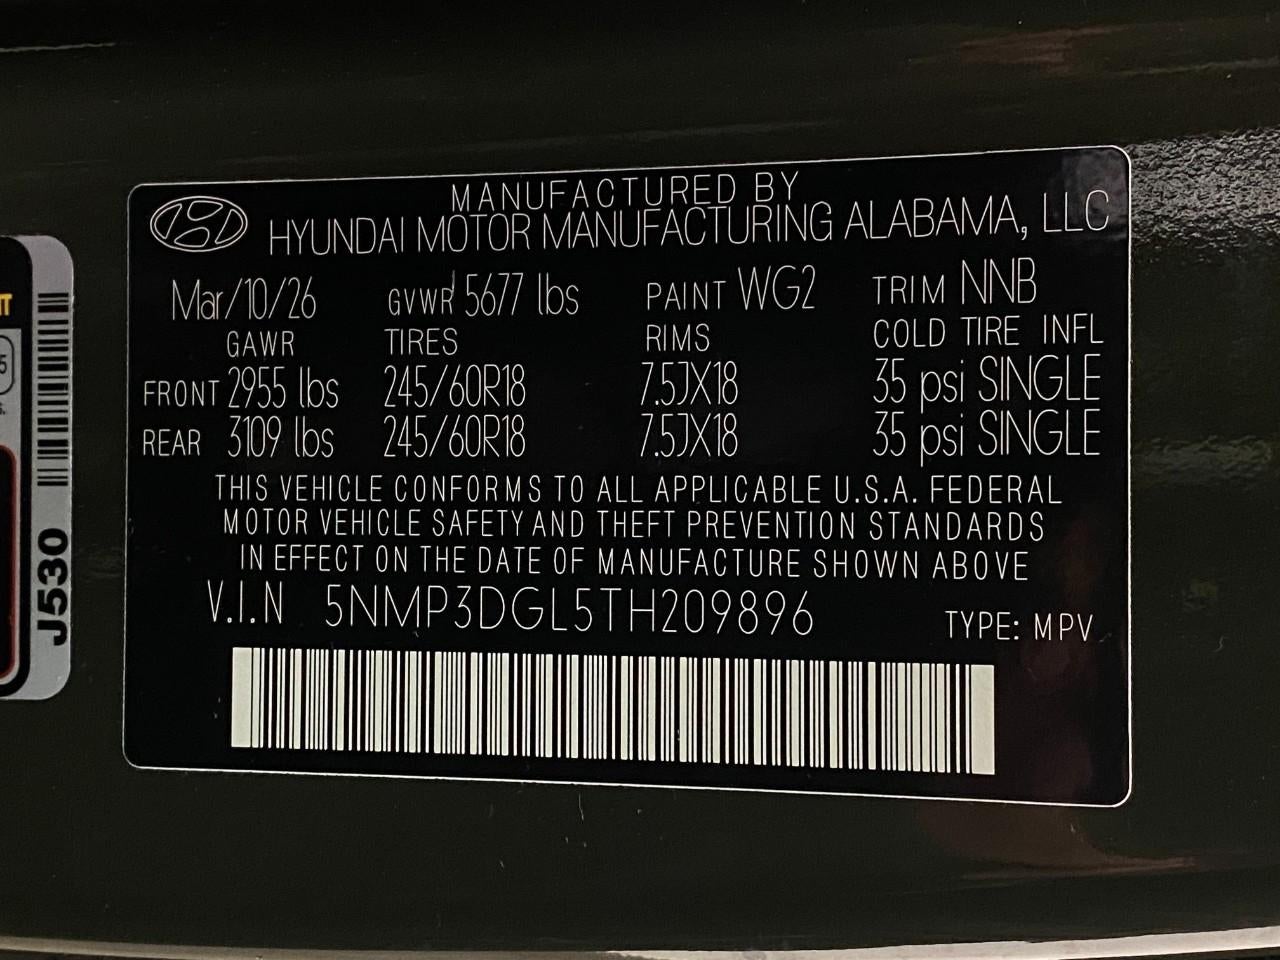 MANUFACTURED BY
HYUNDAI MOTOR MANUFACTURING ALABAMA, LLC
Mar/10/26 GVWR 5677 lbs PAINT WG2 TRIM NNB
GAWR TIRES RIMS COLD TIRE INFL
FRONT 2955 lbs 245/60R18 7.5JX18 35 psi SINGLE
REAR 3109 lbs 245/60R18 7.5JX18 35 psi SINGLE
THIS VEHICLE CONFORMS TO ALL APPLICABLE U.S.A. FEDERAL
MOTOR VEHICLE SAFETY AND THEFT PREVENTION STANDARDS
IN EFFECT ON THE DATE OF MANUFACTURE SHOWN ABOVE
V.I.N 5NMP3DGL5TH209896 TYPE: MPV
J530